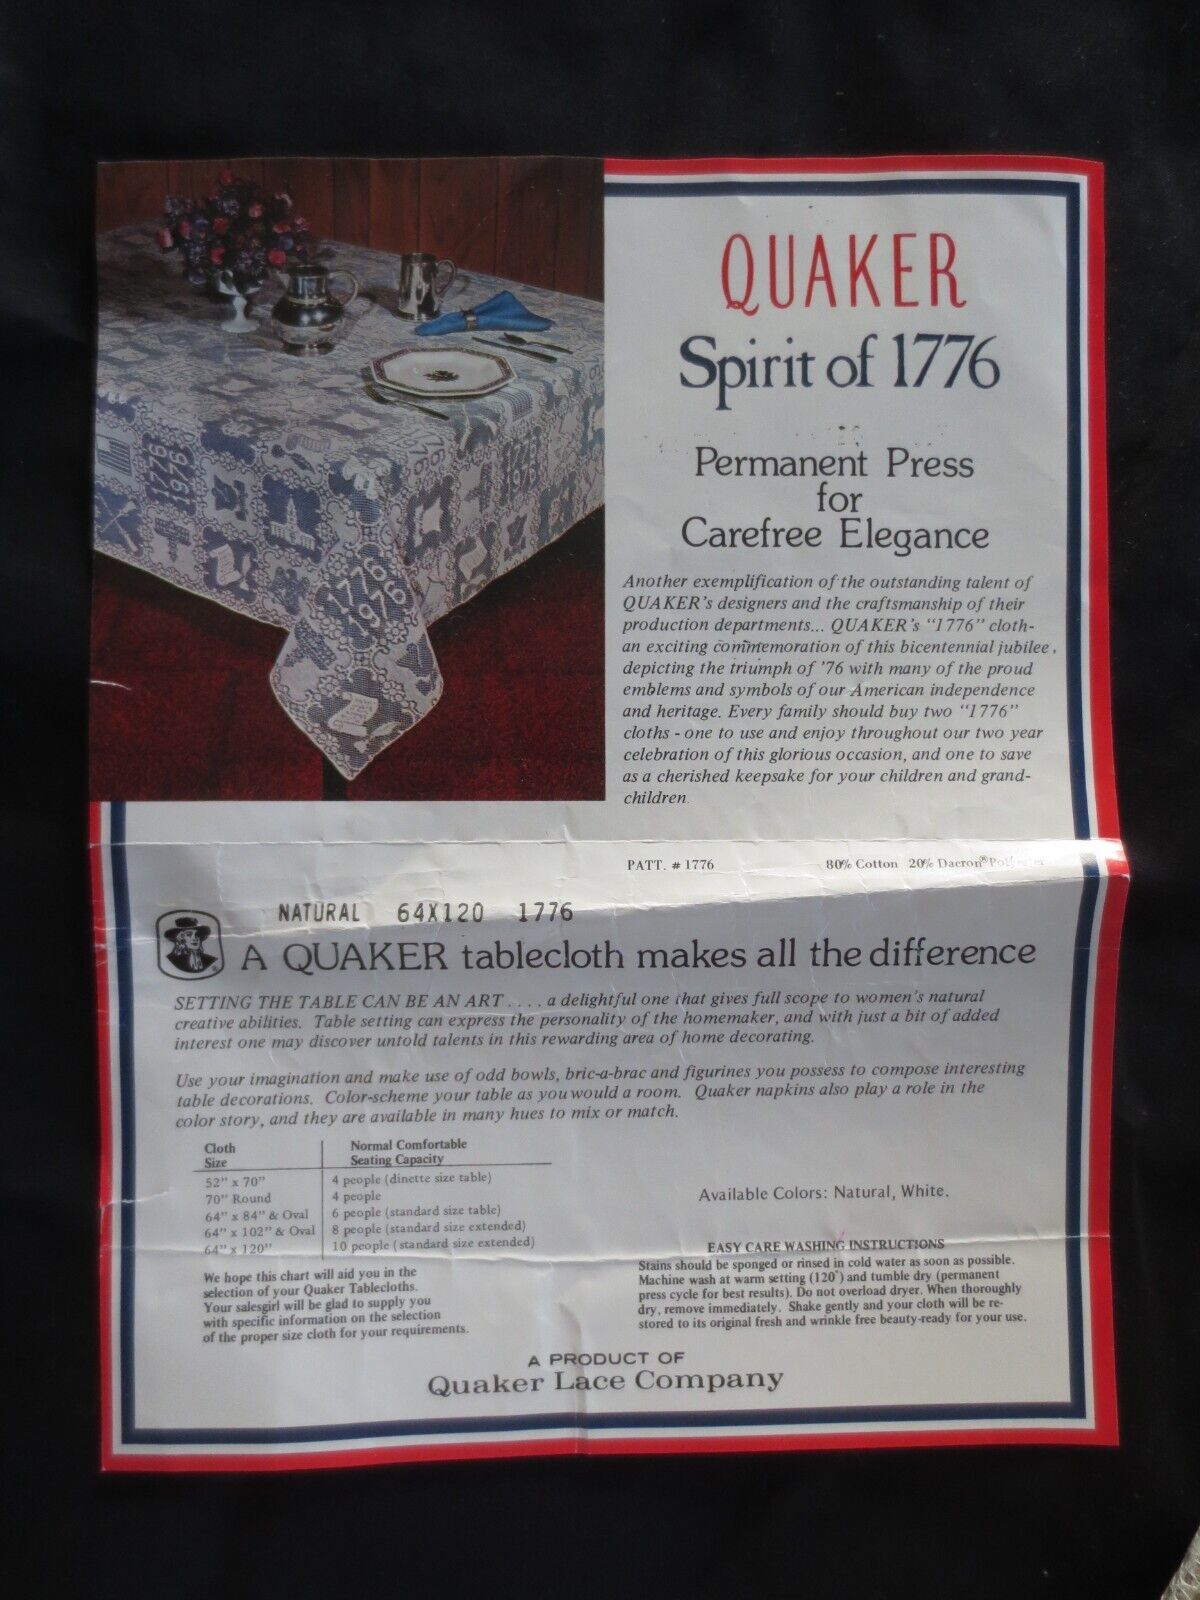 QUAKER
Spirit of 1776
Permanent Press
for
Carefree Elegance
Another exemplification of the outstanding talent of
QUAKER's designers and the craftsmanship of their
production departments... QUAKER's "1776" cloth-
an exciting commemoration of this bicentennial jubilee,
depicting the triumph of '76 with many of the proud
emblems and symbols of our American independence
and heritage. Every family should buy two "1776"
cloths - one to use and enjoy throughout our two year
celebration of this glorious occasion, and one to save
as a cherished keepsake for your children and grand-
children.
1776
1976
1776
1976
1776
1976
PATT. # 1776 80% Cotton 20% Dacron®
NATURAL 64X120 1776
A QUAKER tablecloth makes all the difference
SETTING THE TABLE CAN BE AN ART .... a delightful one that gives full scope to women's natural
creative abilities. Table setting can express the personality of the homemaker, and with just a bit of added
interest one may discover untold talents in this rewarding area of home decorating.
Use your imagination and make use of odd bowls, bric-a-brac and figurines you possess to compose interesting
table decorations. Color-scheme your table as you would a room. Quaker napkins also play a role in the
color story, and they are available in many hues to mix or match.
Cloth Normal Comfortable
Size Seating Capacity
52" x 70" 4 people (dinette size table)
70" Round 4 people
64" x 84" & Oval 6 people (standard size table)
64" x 102" & Oval 8 people (standard size extended)
64" x 120" 10 people (standard size extended)
We hope this chart will aid you in the
selection of your Quaker Tablecloths.
Your salesgirl will be glad to supply you
with specific information on the selection
of the proper size cloth for your requirements.
Available Colors: Natural, White.
EASY CARE WASHING INSTRUCTIONS
Stains should be sponged or rinsed in cold water as soon as possible.
Machine wash at warm setting (120°) and tumble dry (permanent
press cycle for best results). Do not overload dryer. When thoroughly
dry, remove immediately. Shake gently and your cloth will be re-
stored to its original fresh and wrinkle free beauty-ready for your use.
A PRODUCT OF
Quaker Lace Company